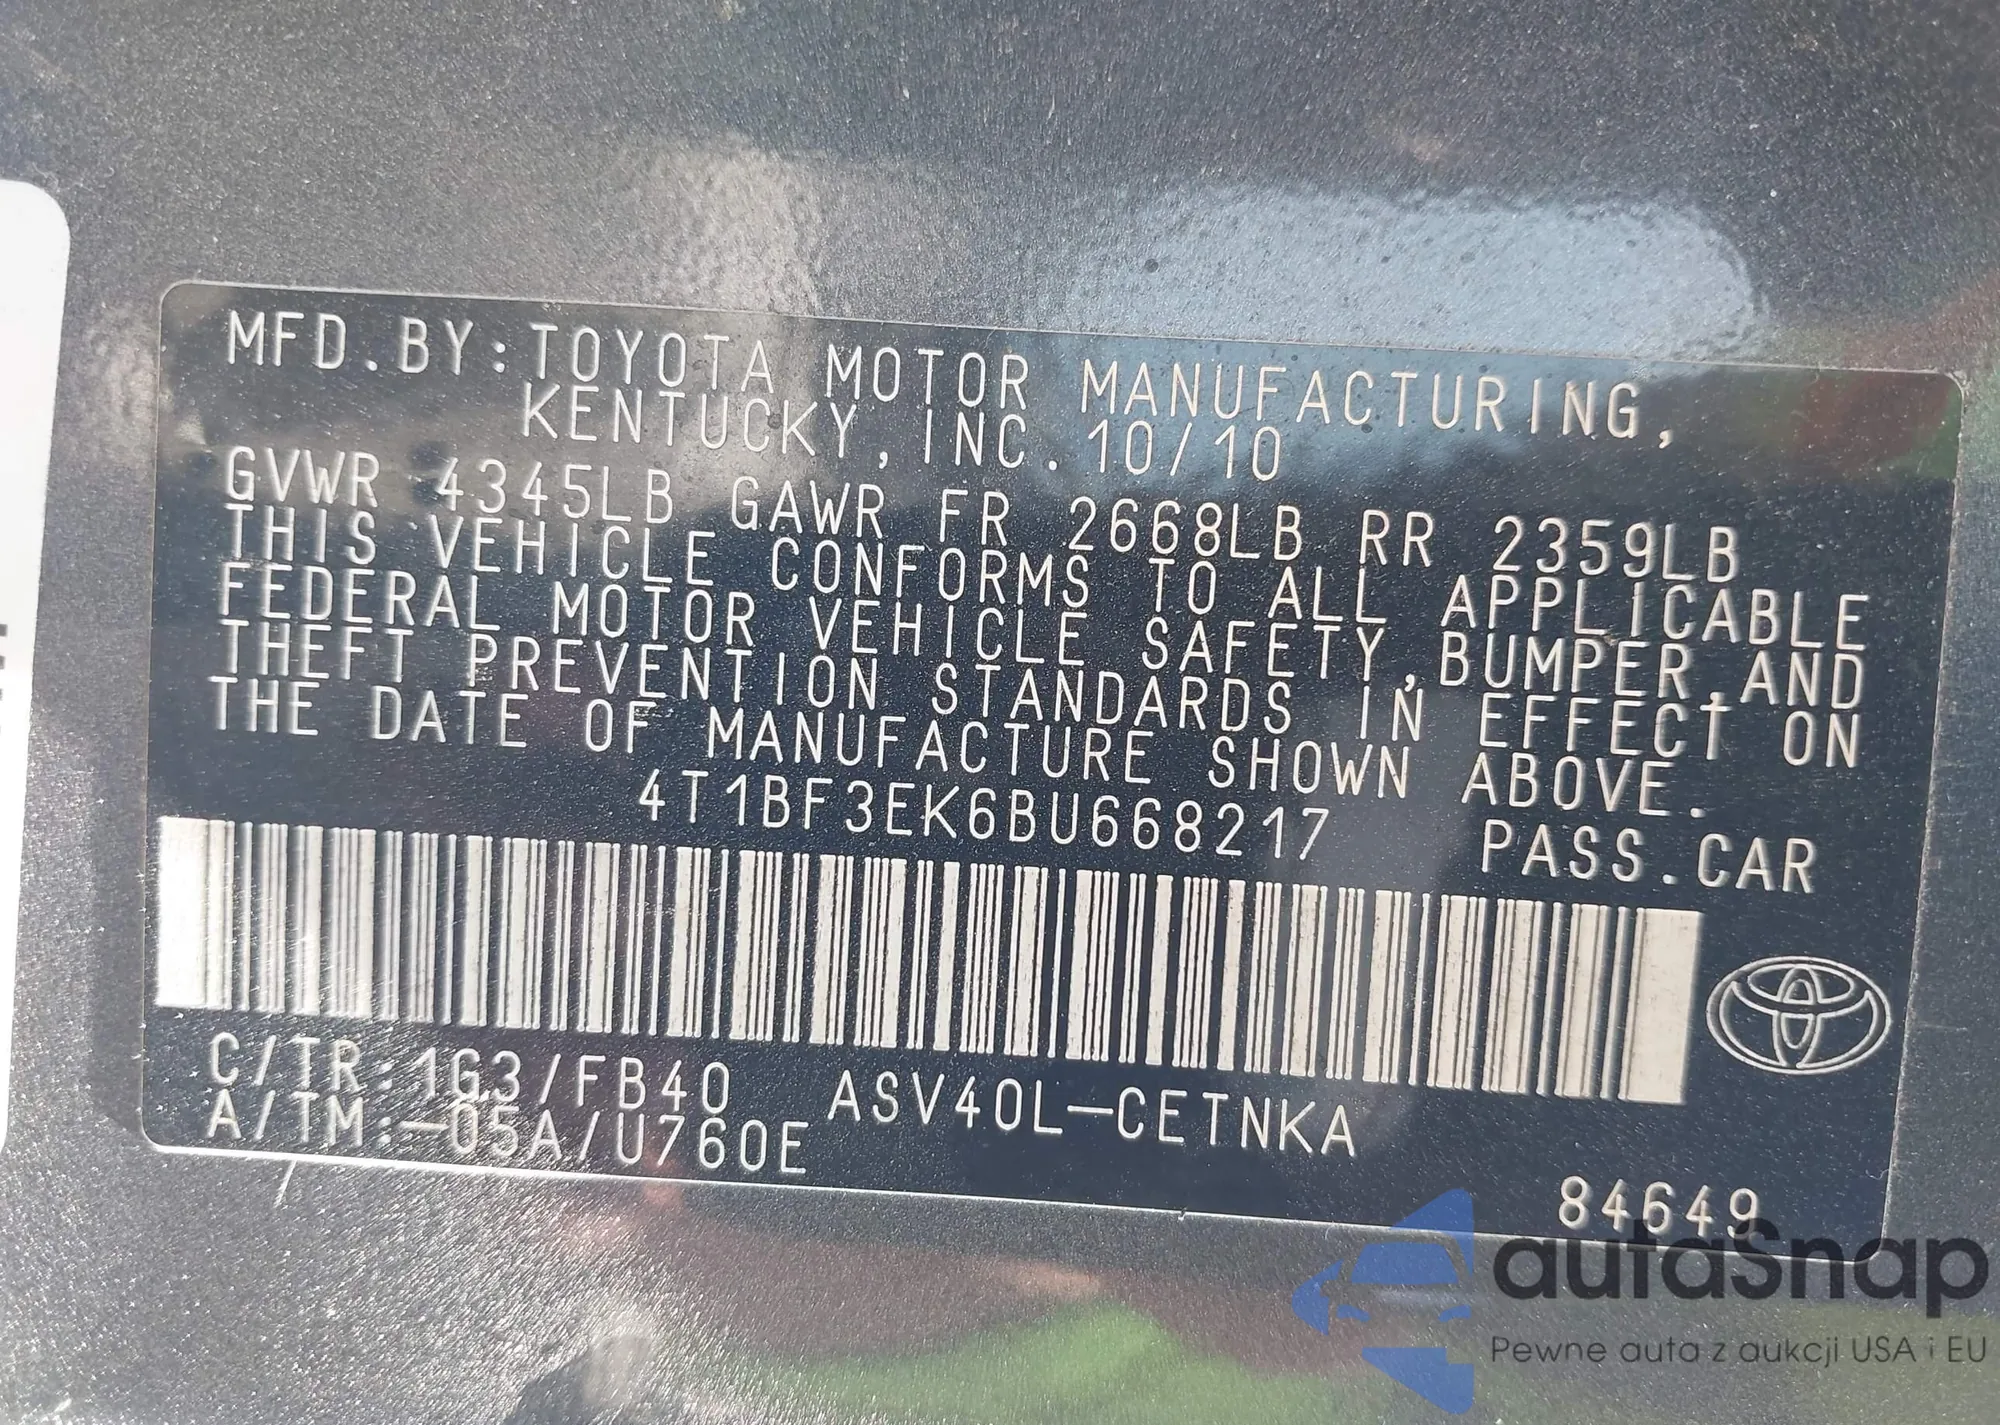 MFD.BY:TOYOTA MOTOR MANUFACTURING,
KENTUCKY, INC. 10/10
GVWR 4345LB GAWR FR 2668LB RR 2359LB
THIS VEHICLE CONFORMS TO ALL APPLICABLE
FEDERAL MOTOR VEHICLE SAFETY,BUMPER,AND
THEFT PREVENTION STANDARDS IN EFFECT ON
THE DATE OF MANUFACTURE SHOWN ABOVE.
4T1BF3EK6BU668217 PASS.CAR
C/TR:1G3/FB40 ASV40L-CETNKA
A/TM:-05A/U760E
84649
autaSnap
Pewne auta z aukcji USA i EU